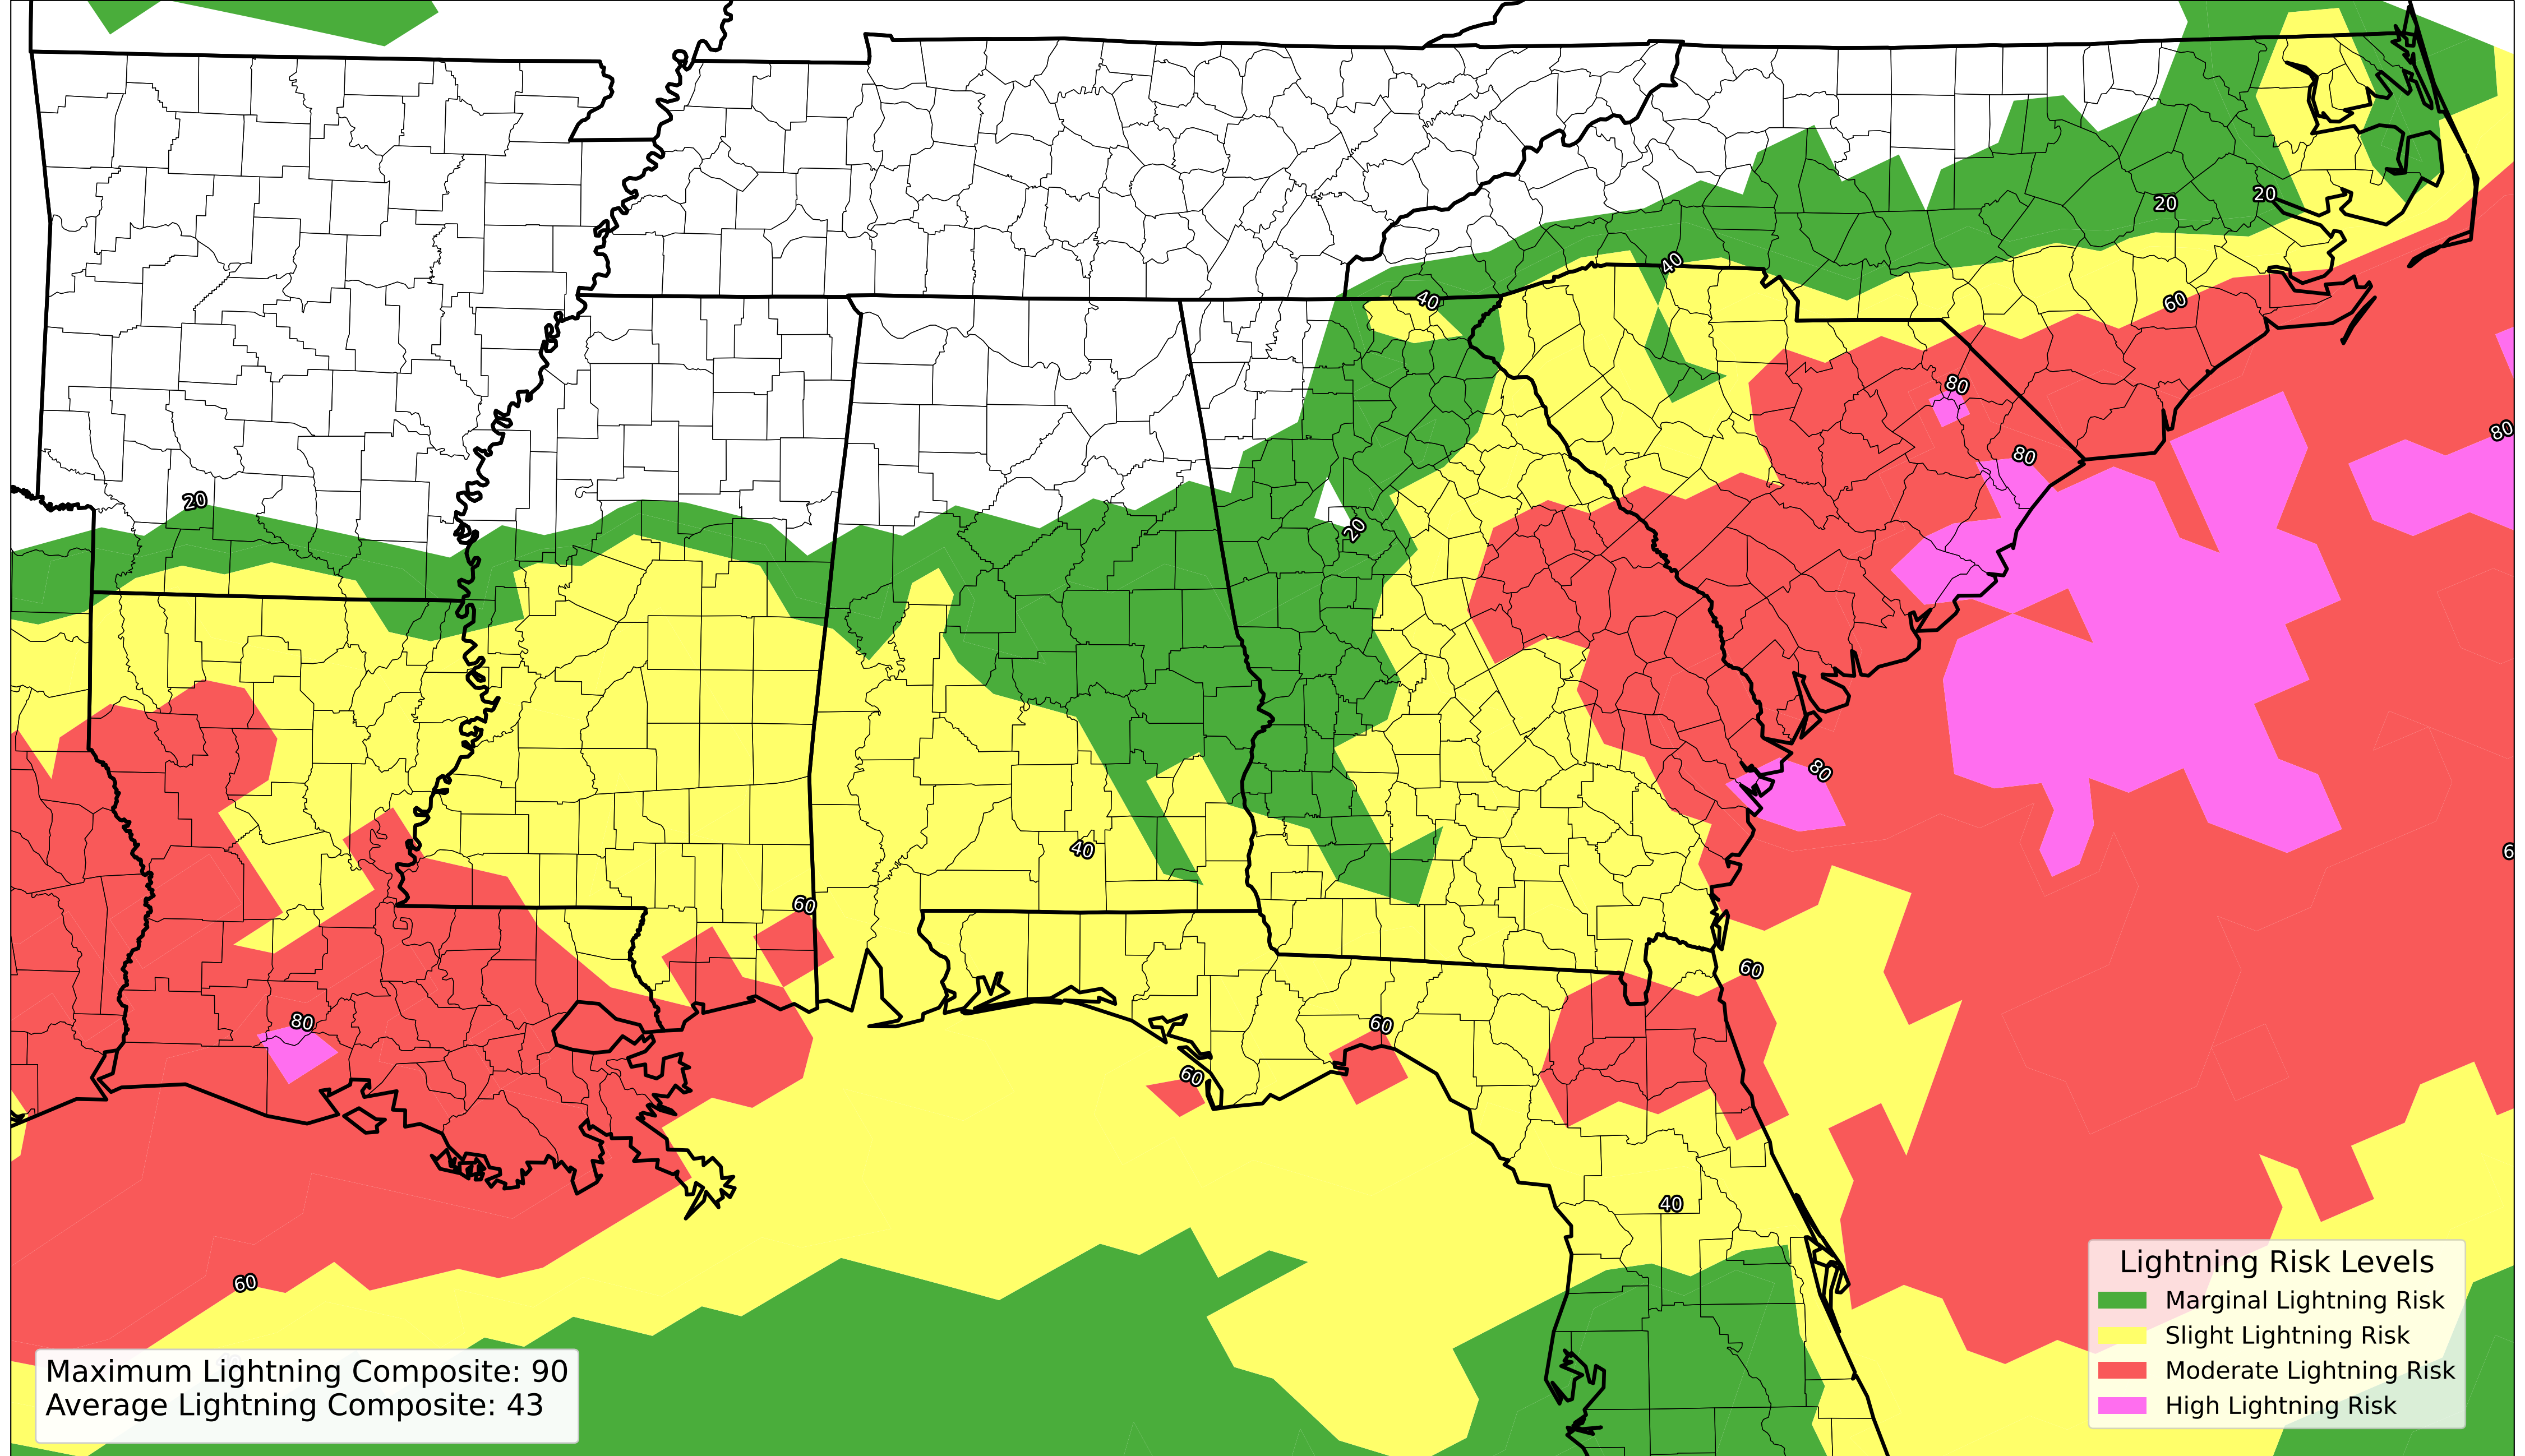 20
20
40
40
60
80
80
80
20
20
80
40
60
60
80
60
60
40
60
6
Lightning Risk Levels
Marginal Lightning Risk
Slight Lightning Risk
Moderate Lightning Risk
High Lightning Risk
Maximum Lightning Composite: 90
Average Lightning Composite: 43